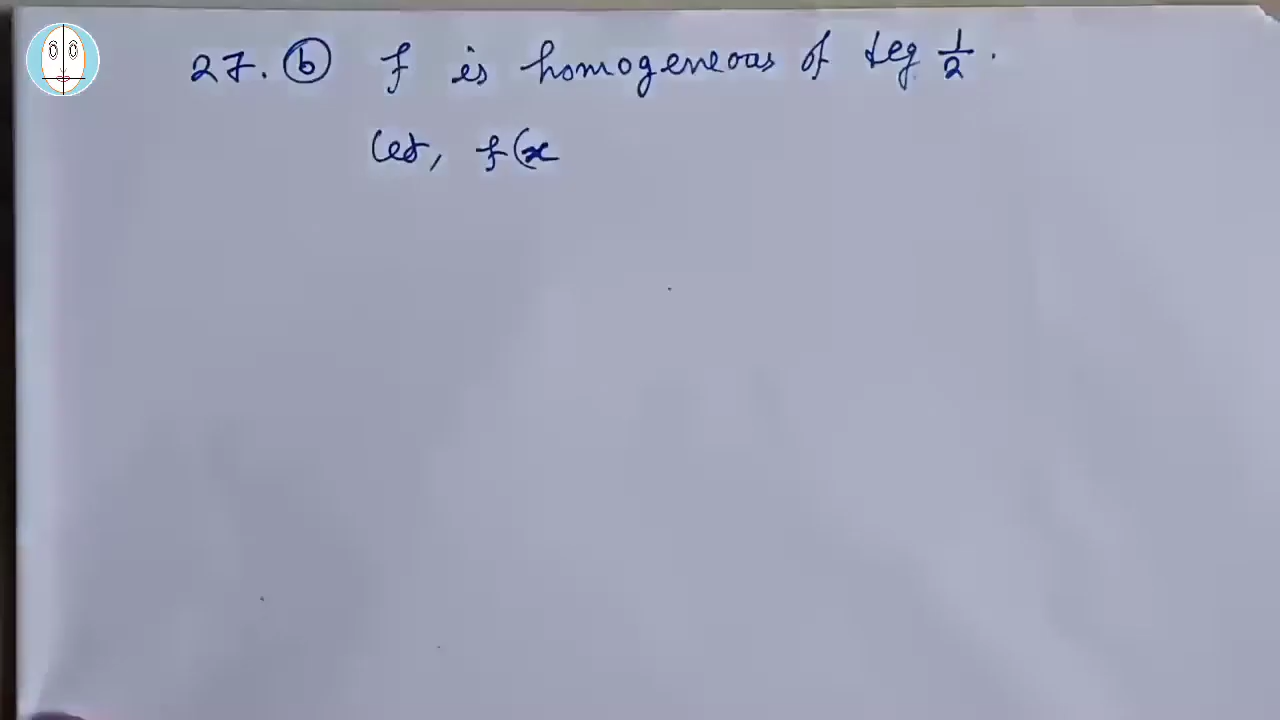 27. ⓑ f is homogeneous of deg 1/2.
Let, f(x